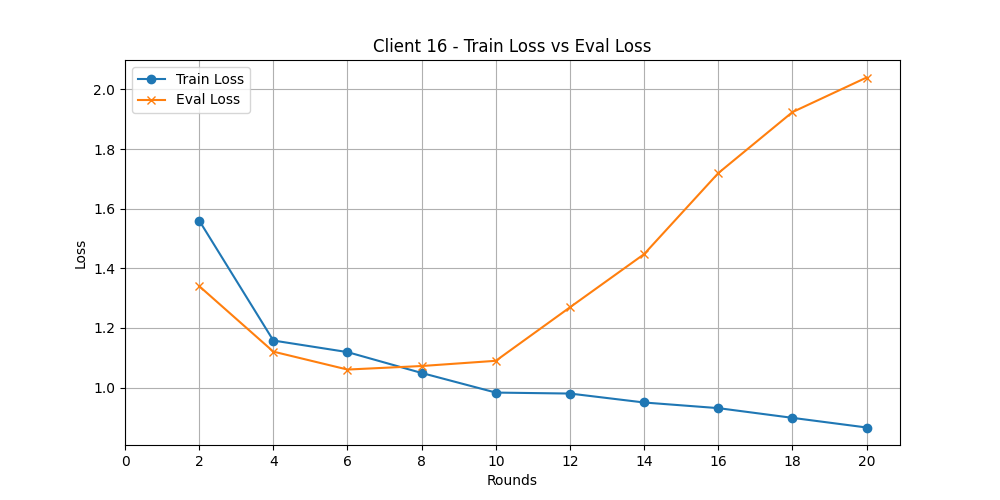 Client 16 - Train Loss vs Eval Loss
Train Loss
Eval Loss
2.0
1.8
1.6
1.4
1.2
1.0
Loss
0 2 4 6 8 10 12 14 16 18 20
Rounds